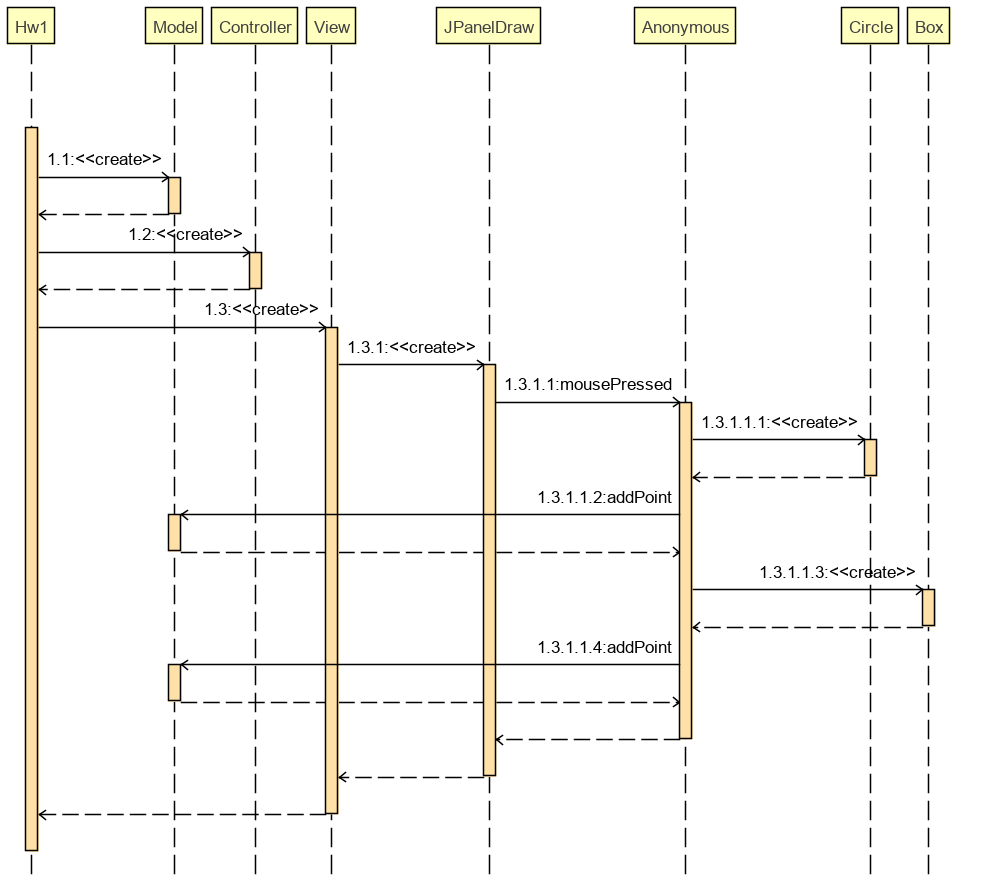 Hw1
Model
Controller
View
JPanelDraw
Anonymous
Circle
Box
1.1:<<create>>
1.2:<<create>>
1.3:<<create>>
1.3.1:<<create>>
1.3.1.1:mousePressed
1.3.1.1.1:<<create>>
1.3.1.1.2:addPoint
1.3.1.1.3:<<create>>
1.3.1.1.4:addPoint